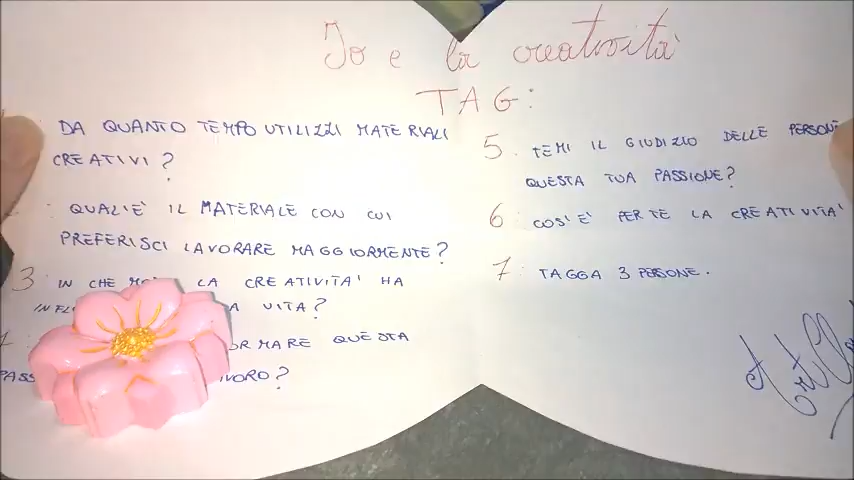 Io e la creatività
TAG:
DA QUANTO TEMPO UTILIZZI MATERIALI
CREATIVI?
QUAL'E' IL MATERIALE CON CUI
PREFERISCI LAVORARE MAGGIORMENTE?
3 IN CHE LA CREATIVITA' HA
VITA?
QUESTA
5. TEMI IL GIUDIZIO DELLE PERSONE
QUESTA TUA PASSIONE?
6 COS'E' PER TE LA CREATIVITA'
7: TAGGA 3 PERSONE.